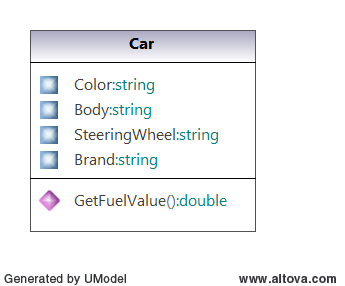 Car
Color:string
Body:string
SteeringWheel:string
Brand:string
GetFuelValue():double
Generated by UModel www.altova.com